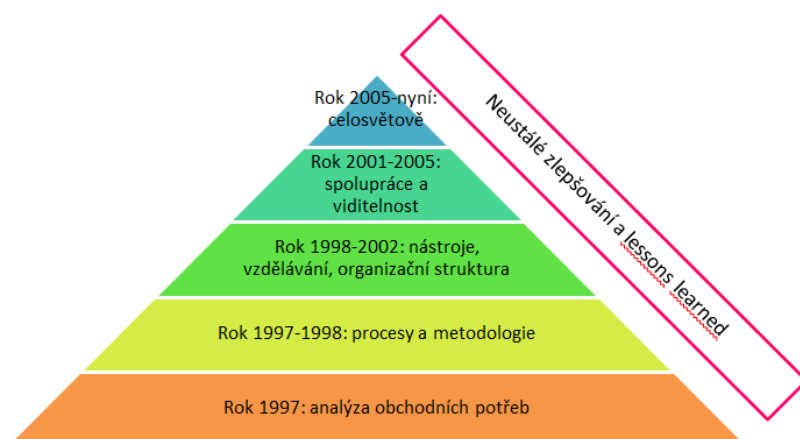 Rok 2005-nyní:
celosvětově
Rok 2001-2005:
spolupráce a
viditelnost
Rok 1998-2002: nástroje,
vzdělávání, organizační struktura
Rok 1997-1998: procesy a metodologie
Rok 1997: analýza obchodních potřeb
Neustálé zlepšování a lessons learned